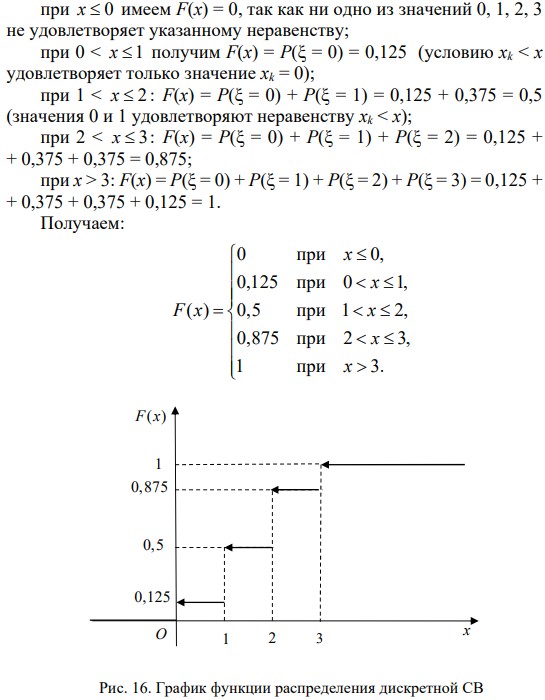 при x ≤ 0 имеем F(x) = 0, так как ни одно из значений 0, 1, 2, 3
не удовлетворяет указанному неравенству;
при 0 < x ≤ 1 получим F(x) = P(ξ = 0) = 0,125 (условию xₖ < x
удовлетворяет только значение xₖ = 0);
при 1 < x ≤ 2 : F(x) = P(ξ = 0) + P(ξ = 1) = 0,125 + 0,375 = 0,5
(значения 0 и 1 удовлетворяют неравенству xₖ < x);
при 2 < x ≤ 3 : F(x) = P(ξ = 0) + P(ξ = 1) + P(ξ = 2) = 0,125 +
+ 0,375 + 0,375 = 0,875;
при x > 3: F(x) = P(ξ = 0) + P(ξ = 1) + P(ξ = 2) + P(ξ = 3) = 0,125 +
+ 0,375 + 0,375 + 0,125 = 1.
Получаем:
0 при x ≤ 0,
0,125 при 0 < x ≤ 1,
F(x) = { 0,5 при 1 < x ≤ 2,
0,875 при 2 < x ≤ 3,
1 при x > 3.
F(x)
1
0,875
0,5
0,125
O 1 2 3 x
Рис. 16. График функции распределения дискретной СВ